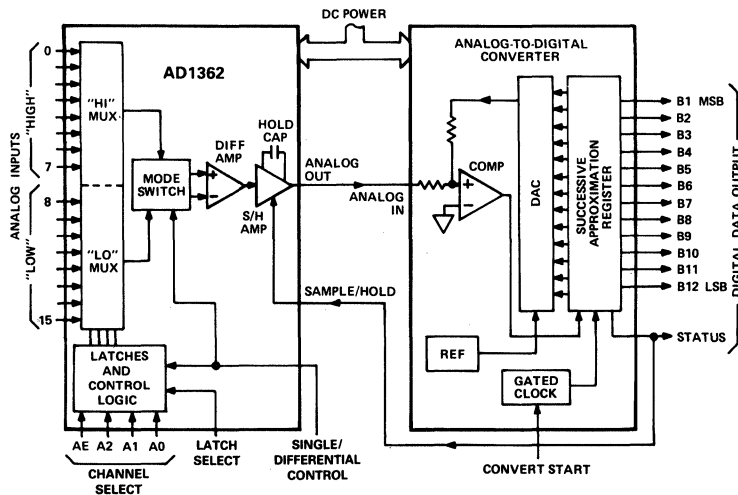 DC POWER
AD1362
ANALOG-TO-DIGITAL
CONVERTER
0
7
8
15
ANALOG INPUTS
"HIGH"
"LOW"
"HI"
MUX
"LO"
MUX
MODE
SWITCH
DIFF
AMP
+
−
HOLD
CAP
S/H
AMP
ANALOG
OUT
ANALOG
IN
SAMPLE/HOLD
COMP
+
−
DAC
SUCCESSIVE
APPROXIMATION
REGISTER
B1 MSB
B2
B3
B4
B5
B6
B7
B8
B9
B10
B11
B12 LSB
DIGITAL DATA OUTPUT
STATUS
REF
GATED
CLOCK
LATCHES
AND
CONTROL
LOGIC
AE A2 A1 A0
CHANNEL
SELECT
LATCH
SELECT
SINGLE/
DIFFERENTIAL
CONTROL
CONVERT START